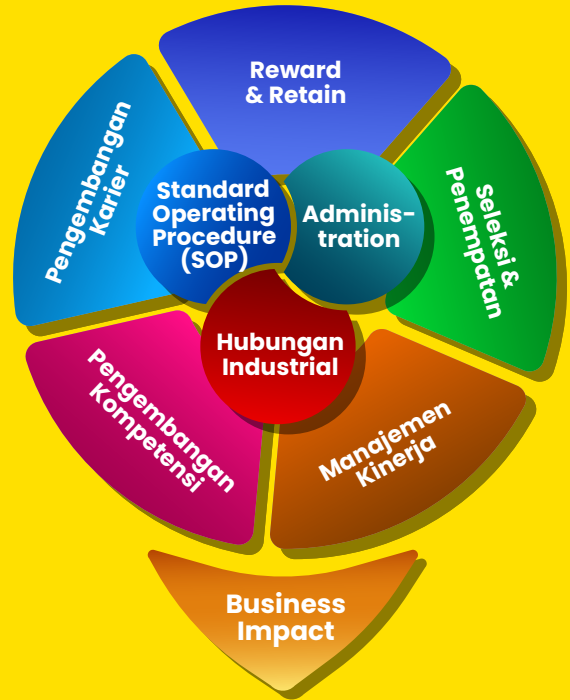 Reward
& Retain
Pengembangan
Karier
Seleksi &
Penempatan
Standard
Operating
Procedure
(SOP)
Adminis-
tration
Hubungan
Industrial
Pengembangan
Kompetensi
Manajemen
Kinerja
Business
Impact